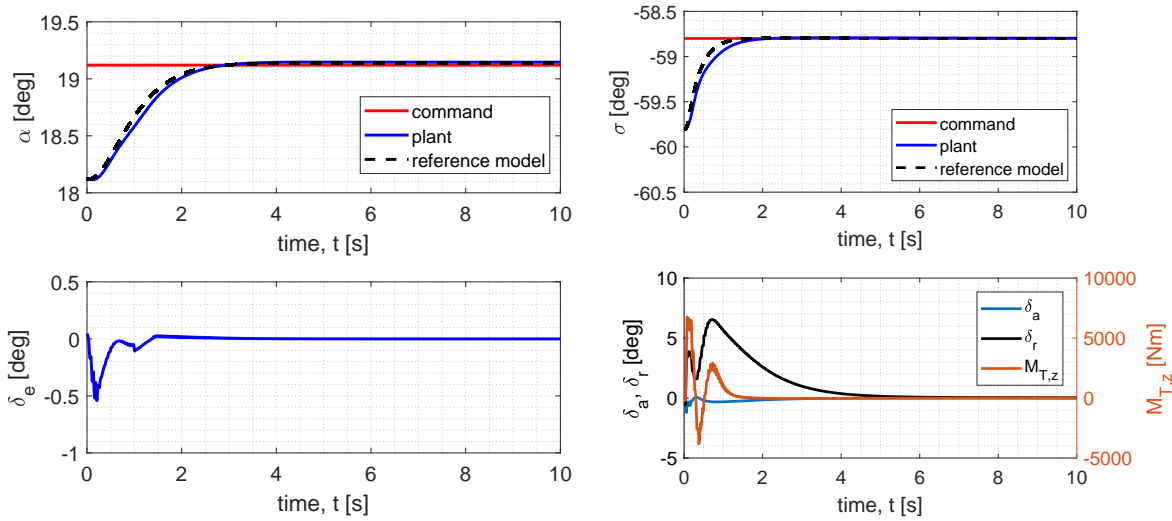 19.5
19
18.5
18
α [deg]
command
plant
reference model
0 2 4 6 8 10
time, t [s]
-58.5
-59
-59.5
-60
-60.5
σ [deg]
command
plant
reference model
0 2 4 6 8 10
time, t [s]
0.5
0
-0.5
-1
δe [deg]
0 2 4 6 8 10
time, t [s]
10
5
0
-5
δa, δr [deg]
δa
δr
MT,z
10000
5000
0
-5000
MT,z [Nm]
0 2 4 6 8 10
time, t [s]